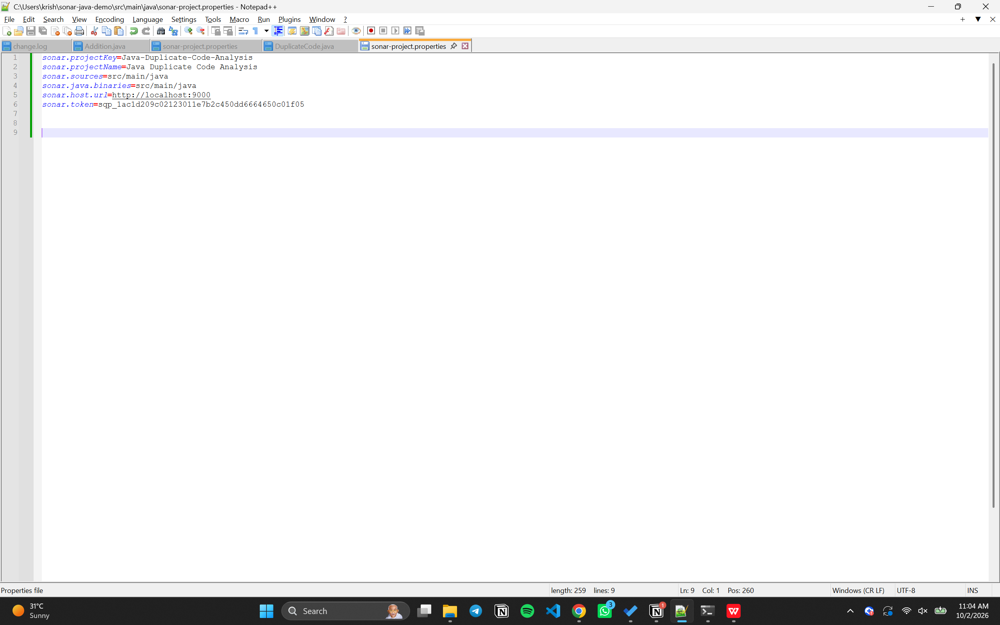 C:\Users\krish\sonar-java-demo\src\main\java\sonar-project.properties - Notepad++
File Edit Search View Encoding Language Settings Tools Macro Run Plugins Window ?
change.log Addition.java sonar-project.properties DuplicateCode.java sonar-project.properties
1 sonar.projectKey=Java-Duplicate-Code-Analysis
2 sonar.projectName=Java Duplicate Code Analysis
3 sonar.sources=src/main/java
4 sonar.java.binaries=src/main/java
5 sonar.host.url=http://localhost:9000
6 sonar.token=sqp_1ac1d209c02123011e7b2c450dd6664650c01f05
7
8
9
Properties file length: 259 lines: 9 Ln: 9 Col: 1 Pos: 260 Windows (CR LF) UTF-8 INS
31°C
Sunny
Search
3
1
11:04 AM
10/2/2026